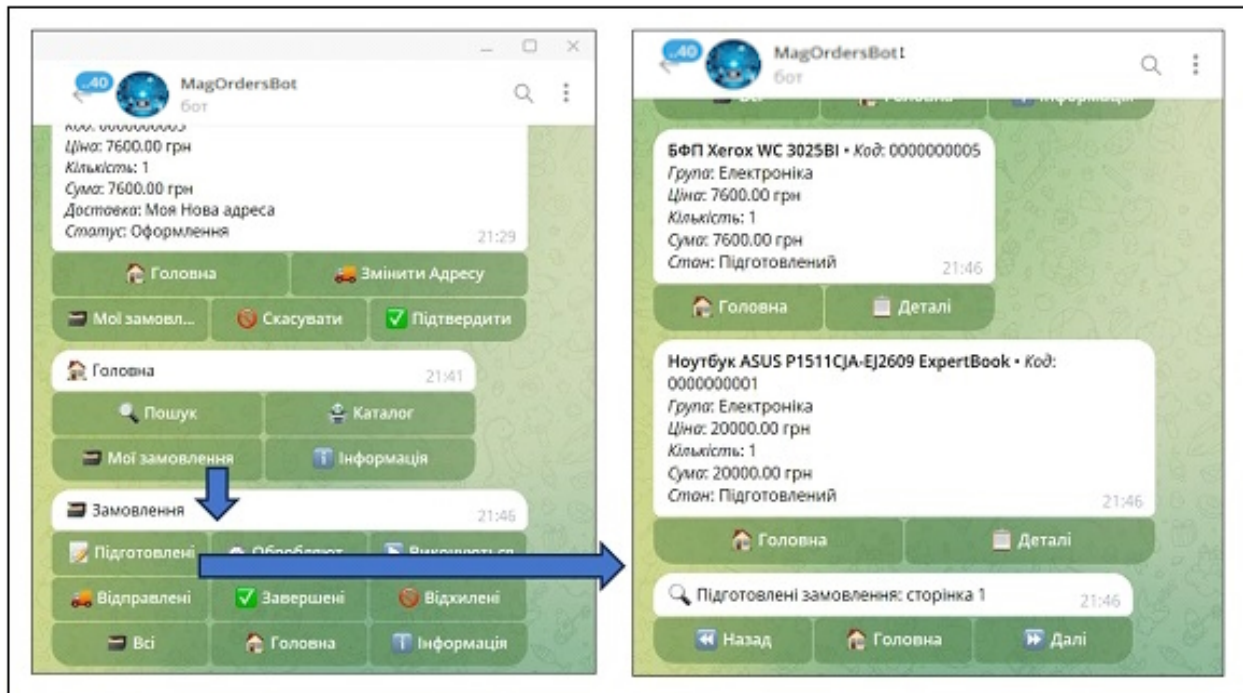 ..40
MagOrdersBot
бот
Код: 0000000005
Ціна: 7600.00 грн
Кількість: 1
Сума: 7600.00 грн
Доставка: Моя Нова адреса
Статус: Оформлення
21:29
Головна
Змінити Адресу
Мої замовл...
Скасувати
Підтвердити
Головна
21:41
Пошук
Каталог
Мої замовлення
Інформація
Замовлення
21:46
Підготовлені
Відправлені
Завершені
Відхилені
Всі
Головна
Інформація
..40
MagOrdersBot
бот
Всі
Головна
Інформація
БФП Xerox WC 3025BI • Код: 0000000005
Група: Електроніка
Ціна: 7600.00 грн
Кількість: 1
Сума: 7600.00 грн
Стан: Підготовлений
21:46
Головна
Деталі
Ноутбук ASUS P1511CJA-EJ2609 ExpertBook • Код:
0000000001
Група: Електроніка
Ціна: 20000.00 грн
Кількість: 1
Сума: 20000.00 грн
Стан: Підготовлений
21:46
Головна
Деталі
Підготовлені замовлення: сторінка 1
21:46
Назад
Головна
Далі